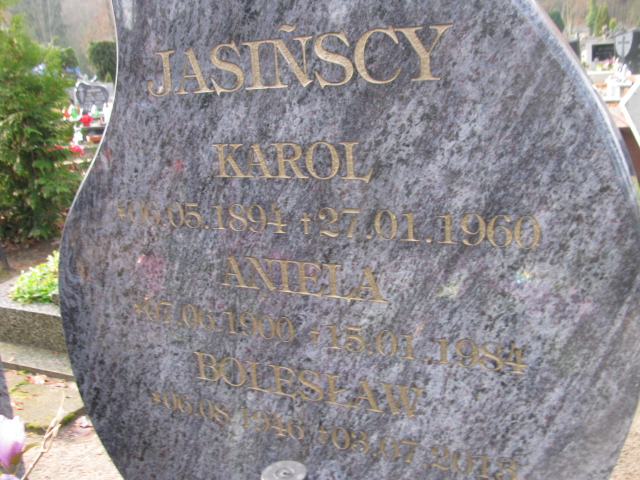 JASIŃSCY
KAROL
*06.05.1894 +27.01.1960
ANIELA
*07.06.1900 +15.01.1984
BOLESŁAW
*06.08.1946 +03.07.2013